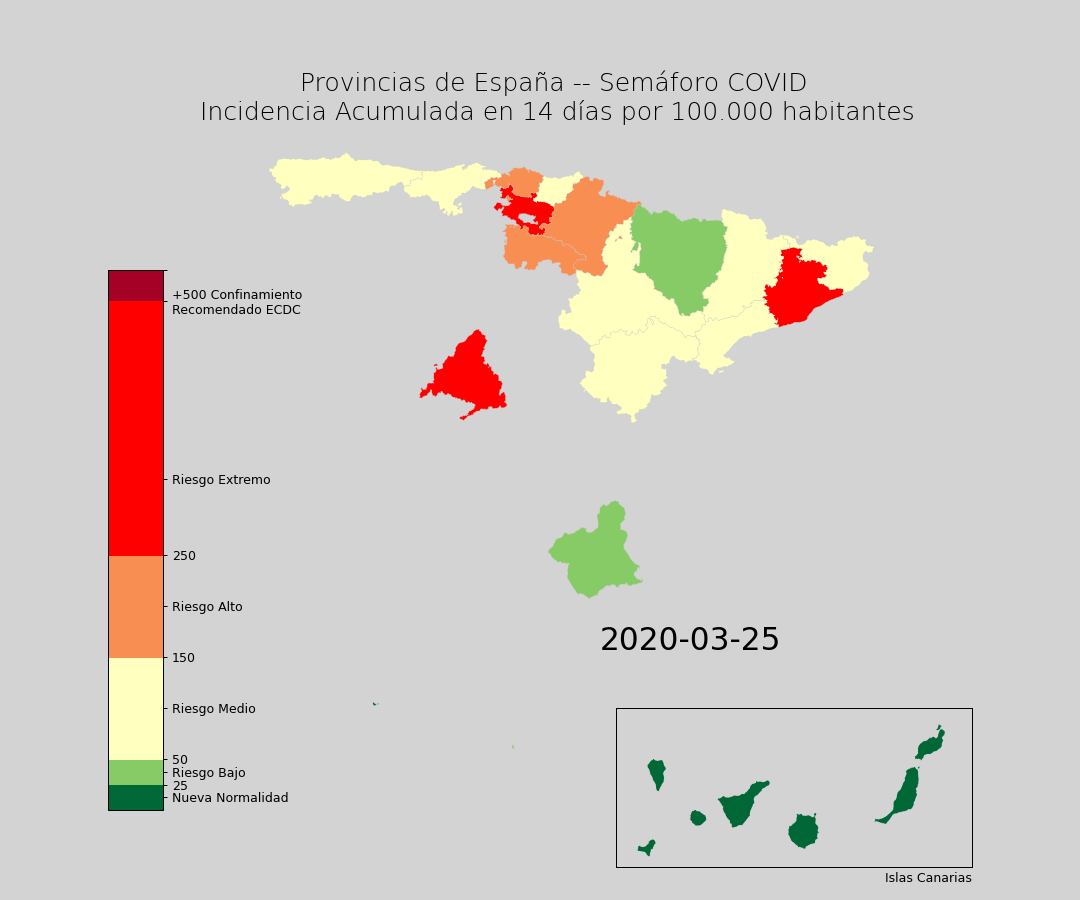 Provincias de España -- Semáforo COVID
Incidencia Acumulada en 14 días por 100.000 habitantes
+500 Confinamiento
Recomendado ECDC
Riesgo Extremo
250
Riesgo Alto
150
Riesgo Medio
50
Riesgo Bajo
25
Nueva Normalidad
2020-03-25
Islas Canarias